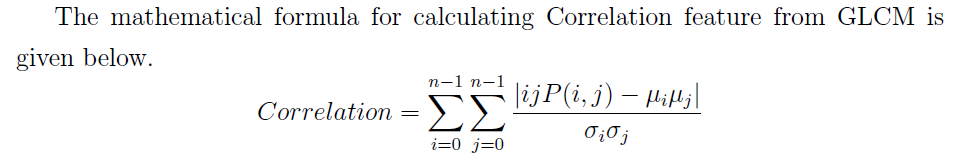 The mathematical formula for calculating Correlation feature from GLCM is
given below.
Correlation = \sum_{i=0}^{n-1} \sum_{j=0}^{n-1} \frac{|ijP(i,j) - \mu_i \mu_j|}{\sigma_i \sigma_j}